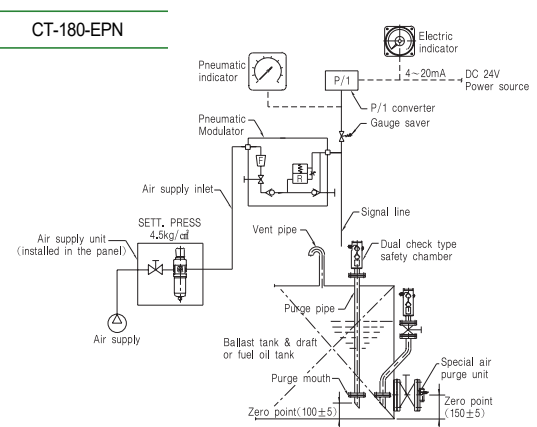 CT-180-EPN
Electric
indicator
Pneumatic
indicator
P/1
4~20mA
DC 24V
Power source
P/1 converter
Gauge saver
Pneumatic
Modulator
F
R
Air supply inlet
SETT. PRESS
4.5kg/㎠
Signal line
Vent pipe
Dual check type
safety chamber
Air supply unit
(installed in the panel)
Purge pipe
Air supply
Ballast tank & draft
or fuel oil tank
Special air
purge unit
Purge mouth
Zero point(100±5)
Zero point
(150±5)